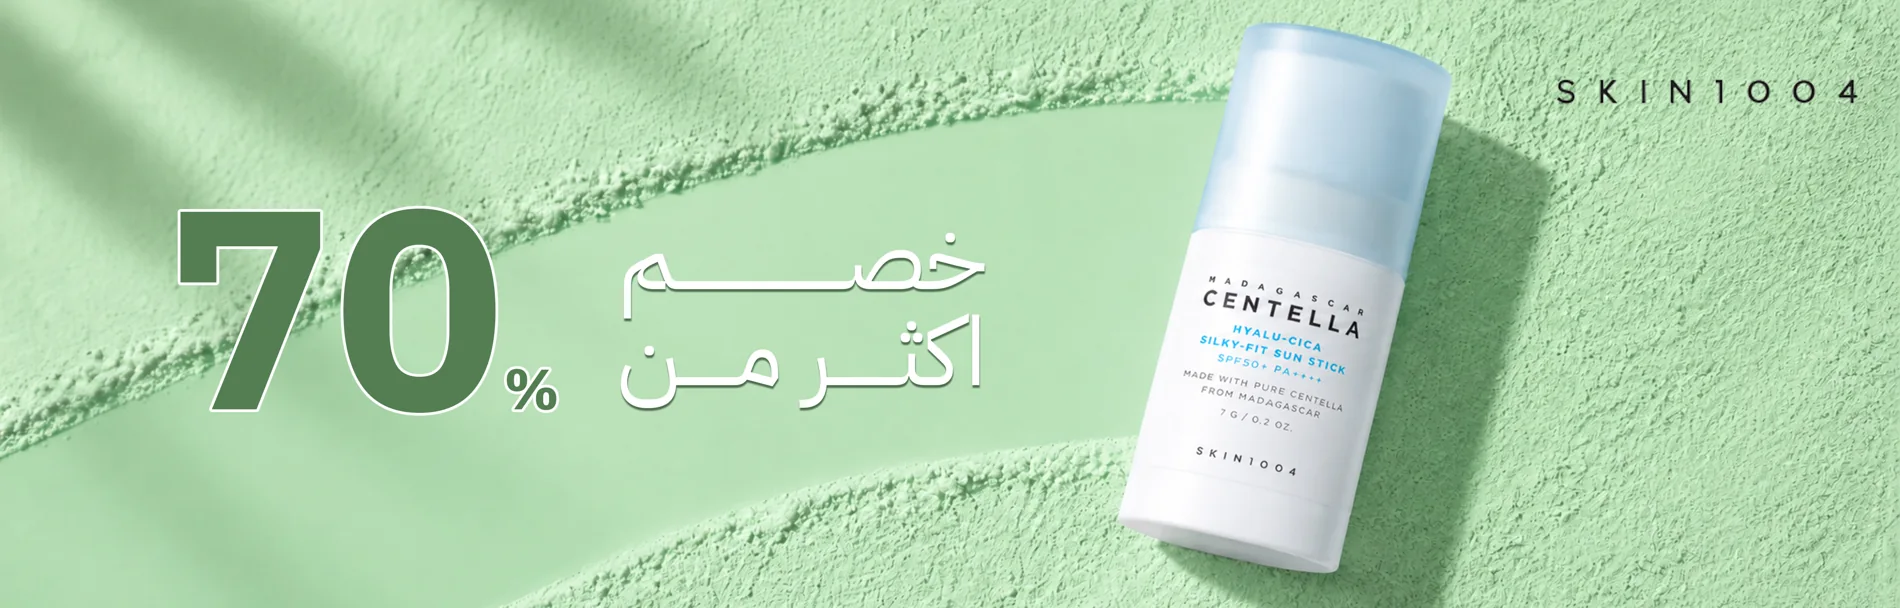 SKIN1004
خصم
اكثر من
70%
MADAGASCAR
CENTELLA
HYALU-CICA
SILKY-FIT SUN STICK
SPF50+ PA++++
MADE WITH PURE CENTELLA
FROM MADAGASCAR
7 G / 0.2 OZ.
SKIN1004